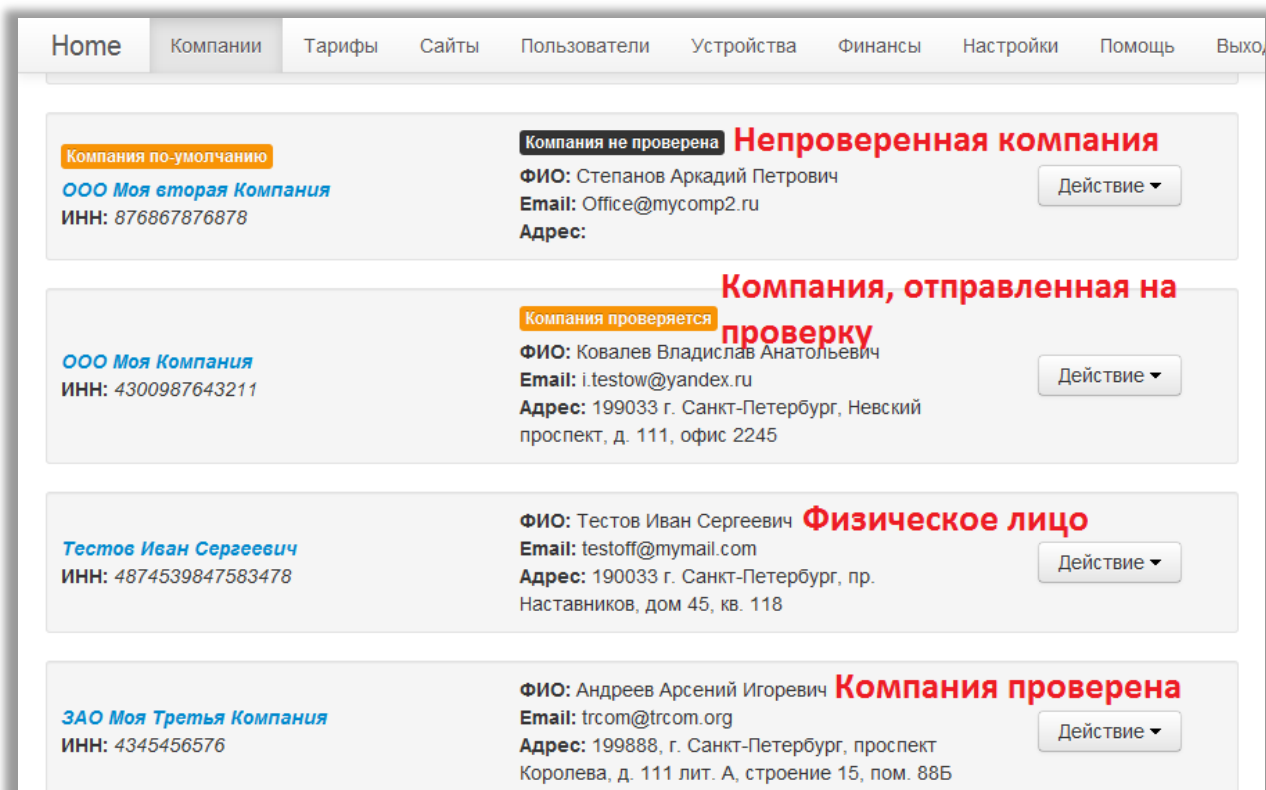 Home Компании Тарифы Сайты Пользователи Устройства Финансы Настройки Помощь
Компания по-умолчанию
ООО Моя вторая Компания
ИНН: 876867876878
Компания не проверена Непроверенная компания
ФИО: Степанов Аркадий Петрович
Email: Office@mycomp2.ru
Адрес:
Действие
ООО Моя Компания
ИНН: 4300987643211
Компания, отправленная на
Компания проверяется проверку
ФИО: Ковалев Владислав Анатольевич
Email: i.testow@yandex.ru
Адрес: 199033 г. Санкт-Петербург, Невский
проспект, д. 111, офис 2245
Действие
Тестов Иван Сергеевич
ИНН: 4874539847583478
ФИО: Тестов Иван Сергеевич Физическое лицо
Email: testoff@mymail.com
Адрес: 190033 г. Санкт-Петербург, пр.
Наставников, дом 45, кв. 118
Действие
ЗАО Моя Третья Компания
ИНН: 4345456576
ФИО: Андреев Арсений Игоревич Компания проверена
Email: trcom@trcom.org
Адрес: 199888, г. Санкт-Петербург, проспект
Королева, д. 111 лит. А, строение 15, пом. 88Б
Действие